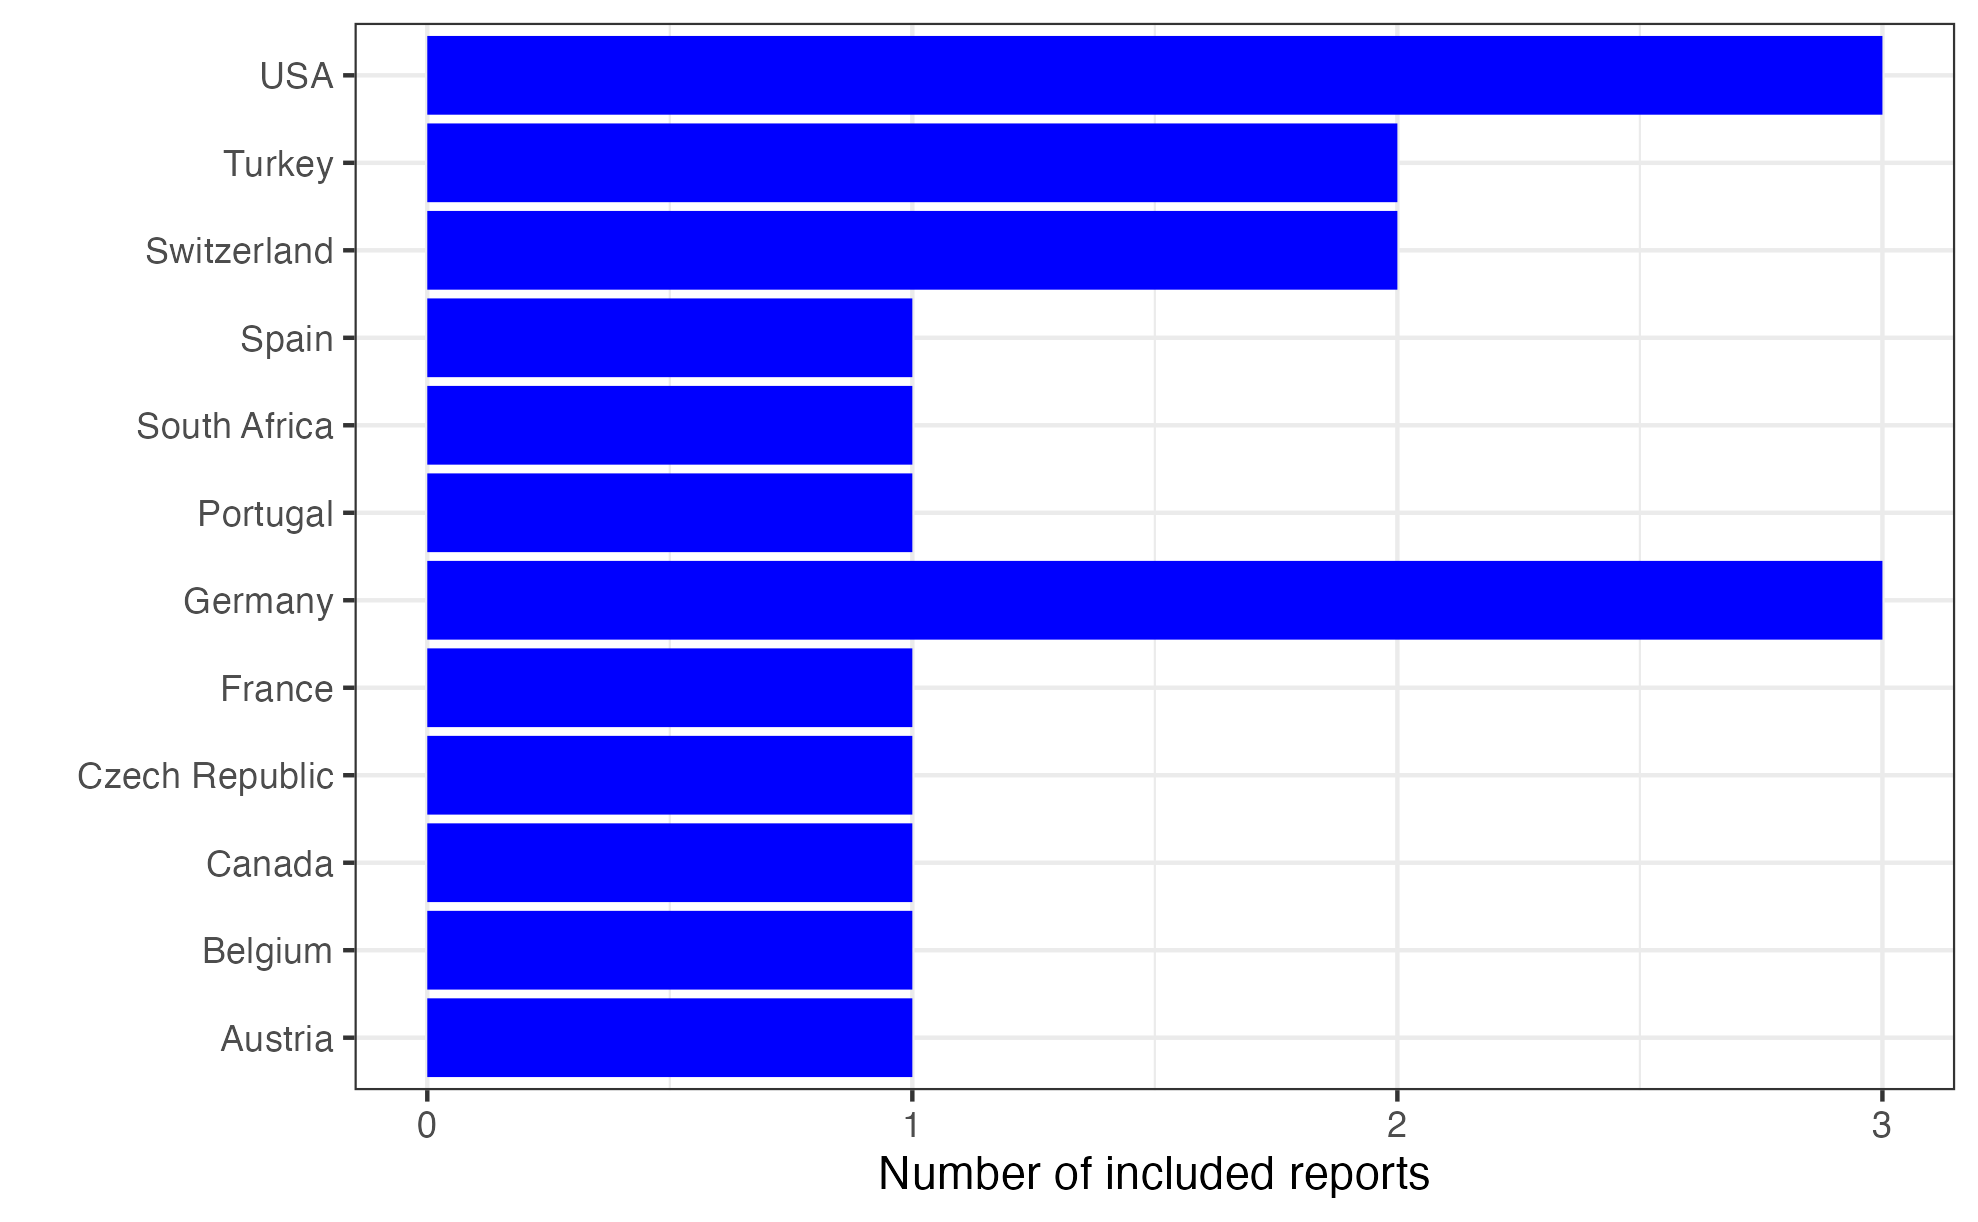 USA
Turkey
Switzerland
Spain
South Africa
Portugal
Germany
France
Czech Republic
Canada
Belgium
Austria
0 1 2 3
Number of included reports